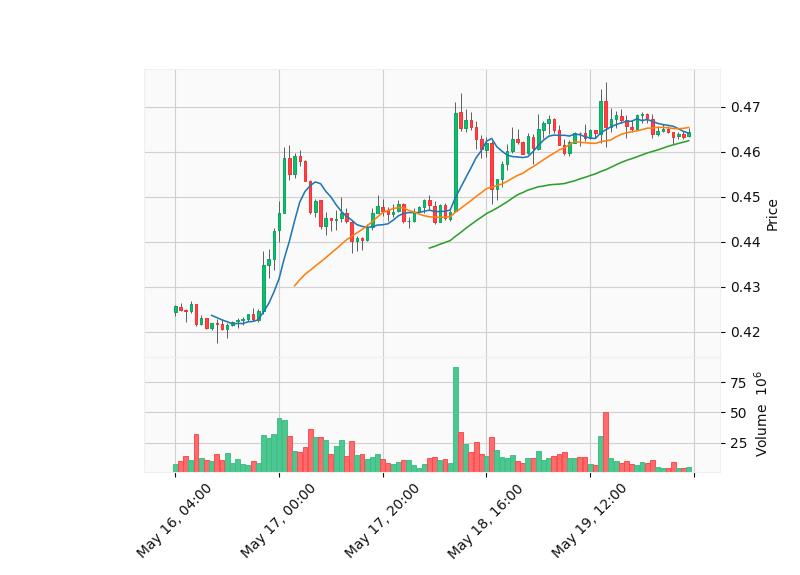 0.47
0.46
0.45
0.44
0.43
0.42
Price
75
50
25
Volume 10^6
May 16, 04:00
May 17, 00:00
May 17, 20:00
May 18, 16:00
May 19, 12:00